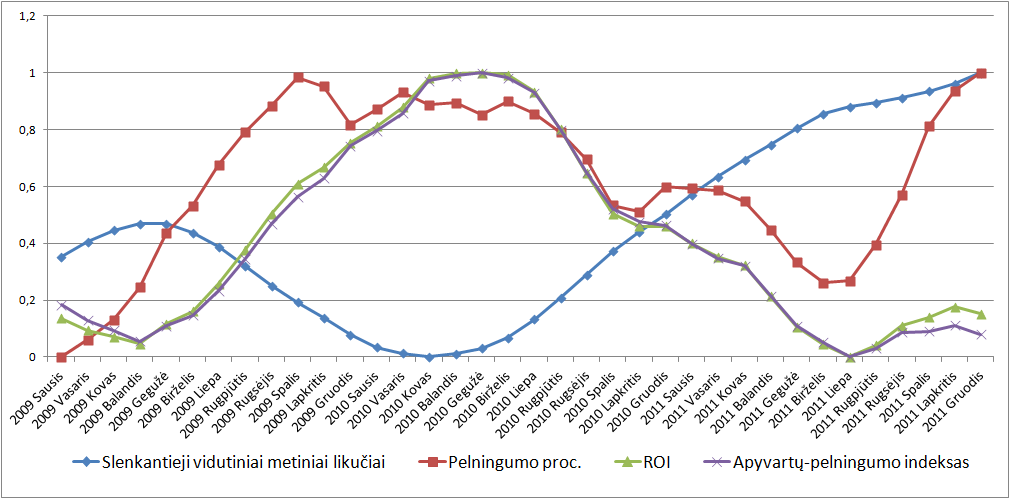 1,2
1
0,8
0,6
0,4
0,2
0
2009 Sausis
2009 Vasaris
2009 Kovas
2009 Balandis
2009 Gegužė
2009 Birželis
2009 Liepa
2009 Rugpjūtis
2009 Rugsėjis
2009 Spalis
2009 Lapkritis
2009 Gruodis
2010 Sausis
2010 Vasaris
2010 Kovas
2010 Balandis
2010 Gegužė
2010 Birželis
2010 Liepa
2010 Rugpjūtis
2010 Rugsėjis
2010 Spalis
2010 Lapkritis
2010 Gruodis
2011 Sausis
2011 Vasaris
2011 Kovas
2011 Balandis
2011 Gegužė
2011 Birželis
2011 Liepa
2011 Rugpjūtis
2011 Rugsėjis
2011 Spalis
2011 Lapkritis
2011 Gruodis
Slenkantieji vidutiniai metiniai likučiai Pelningumo proc. ROI Apyvartų-pelningumo indeksas